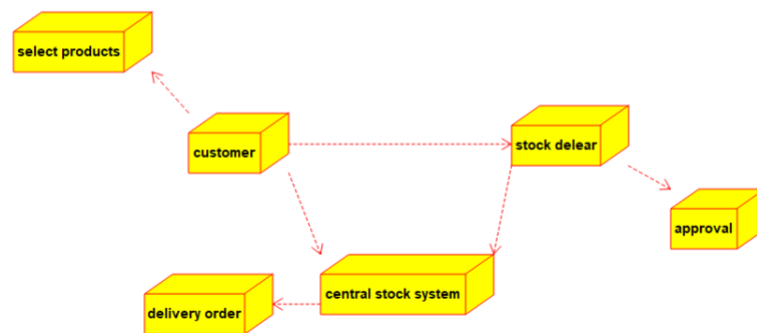 select products
customer
stock delear
approval
central stock system
delivery order